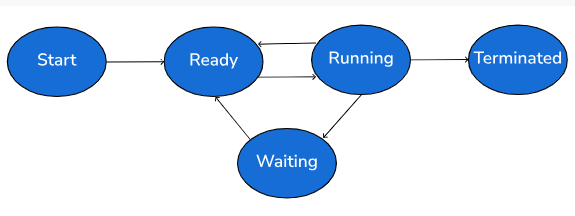 Start
Ready
Running
Terminated
Waiting